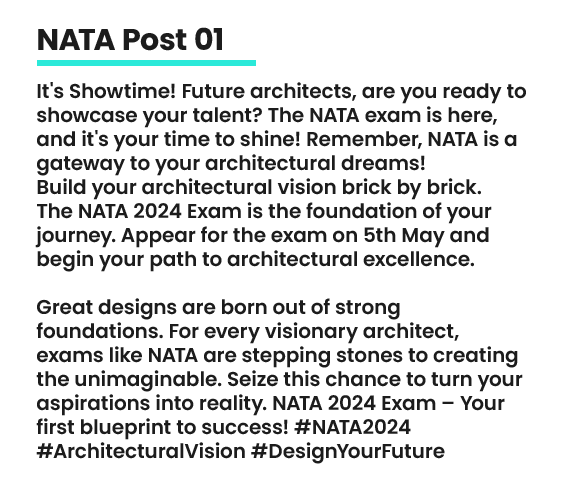 NATA Post 01
It's Showtime! Future architects, are you ready to
showcase your talent? The NATA exam is here,
and it's your time to shine! Remember, NATA is a
gateway to your architectural dreams!
Build your architectural vision brick by brick.
The NATA 2024 Exam is the foundation of your
journey. Appear for the exam on 5th May and
begin your path to architectural excellence.
Great designs are born out of strong
foundations. For every visionary architect,
exams like NATA are stepping stones to creating
the unimaginable. Seize this chance to turn your
aspirations into reality. NATA 2024 Exam – Your
first blueprint to success! #NATA2024
#ArchitecturalVision #DesignYourFuture